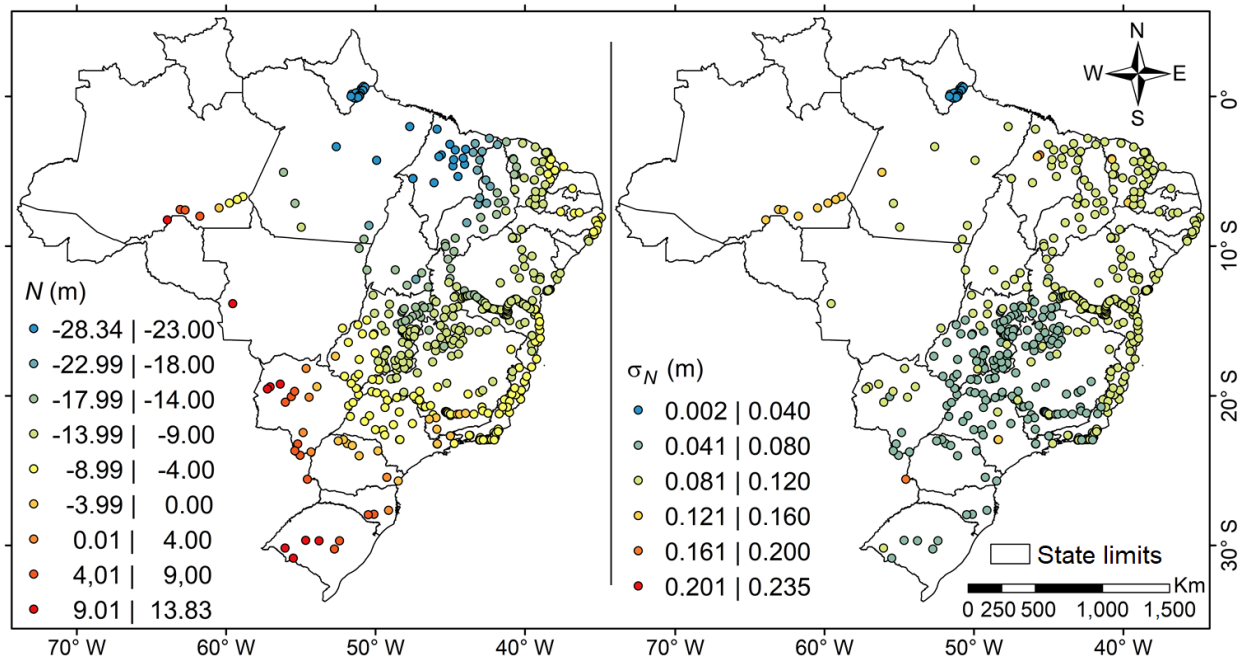 N
W E
S
0°
10° S
20° S
30° S
N (m)
-28.34 | -23.00
-22.99 | -18.00
-17.99 | -14.00
-13.99 | -9.00
-8.99 | -4.00
-3.99 | 0.00
0.01 | 4.00
4,01 | 9,00
9.01 | 13.83
σN (m)
0.002 | 0.040
0.041 | 0.080
0.081 | 0.120
0.121 | 0.160
0.161 | 0.200
0.201 | 0.235
State limits
Km
0 250 500 1,000 1,500
70° W 60° W 50° W 40° W 60° W 50° W 40° W